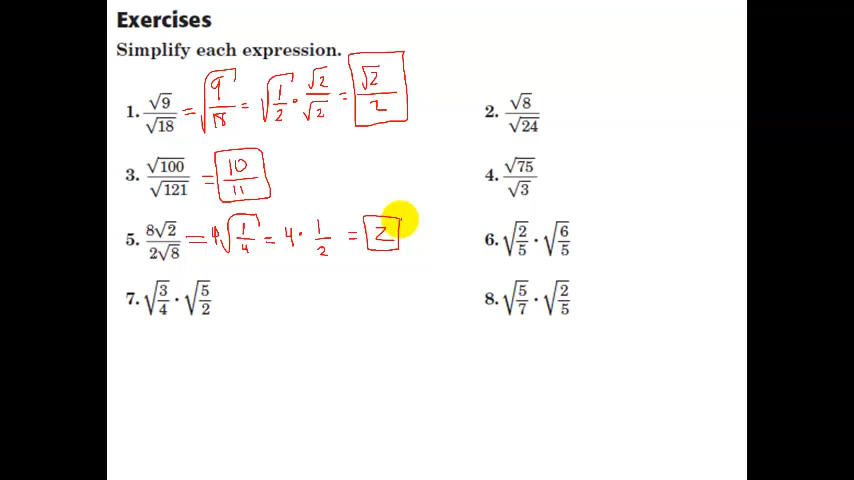 Exercises
Simplify each expression.
1. √9/√18 = √(9/18) = √(1/2) · √2/√2 = √2/2
2. √8/√24
3. √100/√121 = 10/11
4. √75/√3
5. 8√2/2√8 = 4√(1/4) = 4 · 1/2 = 2
6. √(2/5) · √(6/5)
7. √(3/4) · √(5/2)
8. √(5/7) · √(2/5)